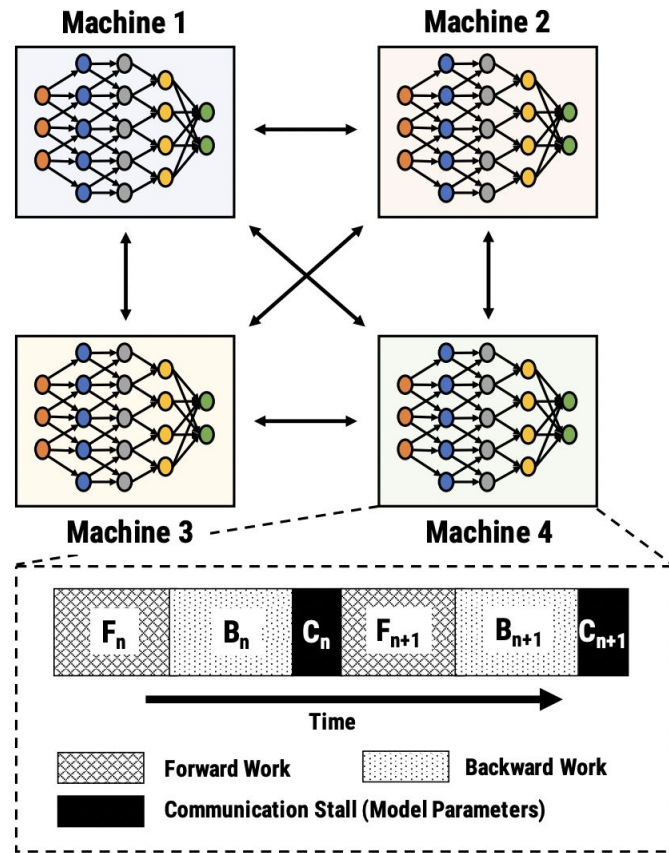 Machine 1
Machine 2
Machine 3
Machine 4
Fn Bn Cn Fn+1 Bn+1 Cn+1
Time
Forward Work
Backward Work
Communication Stall (Model Parameters)